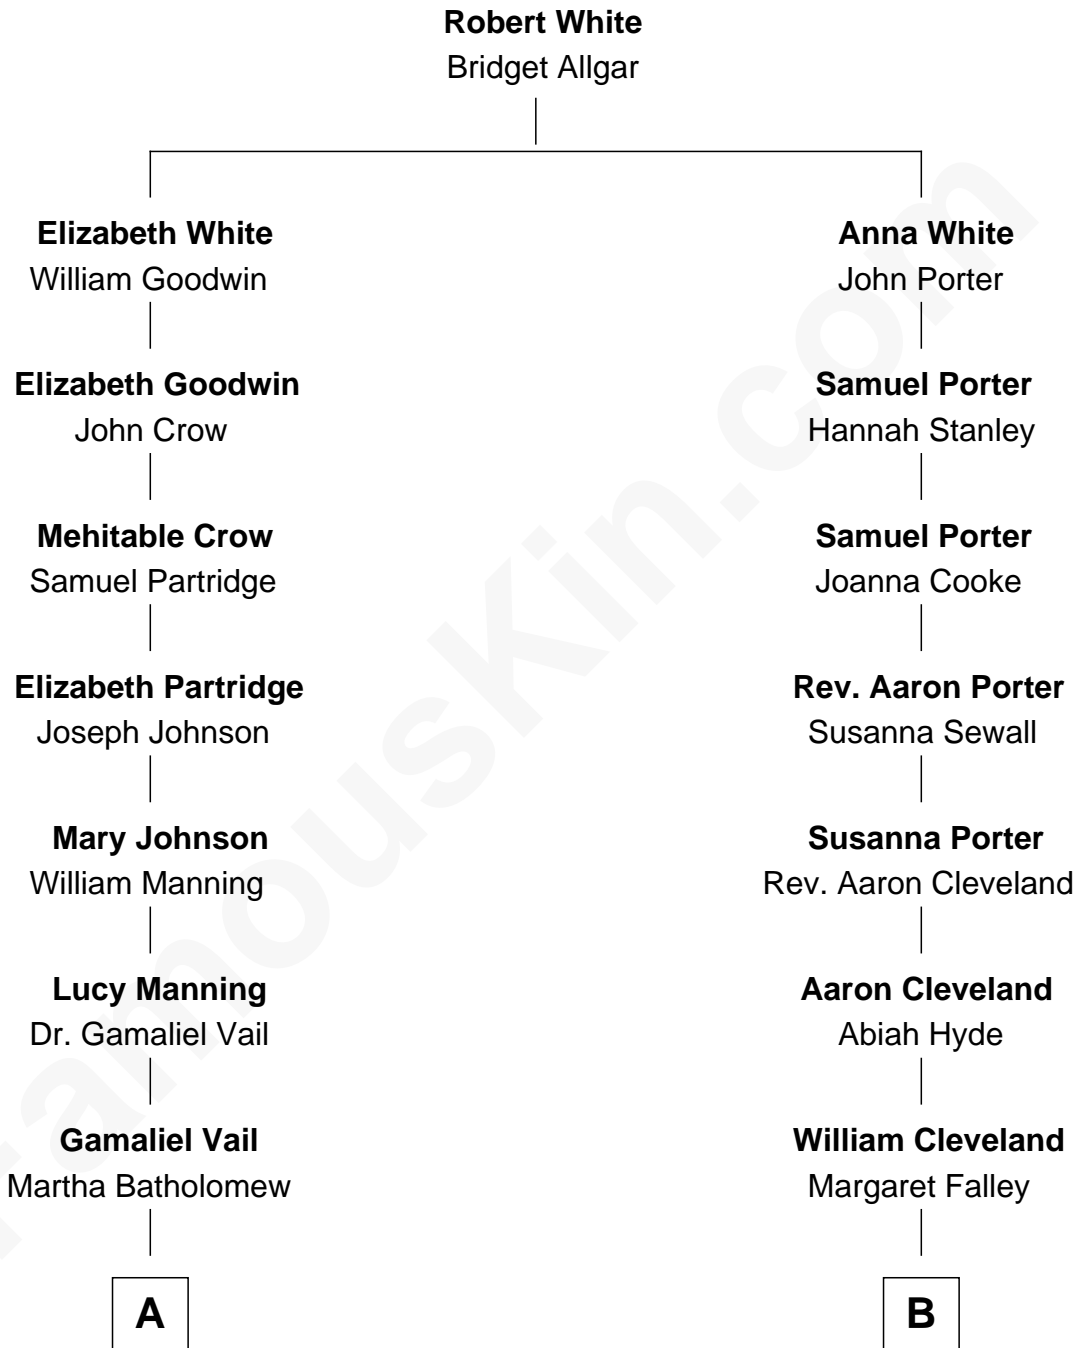 Robert White
Bridget Allgar
Elizabeth White
William Goodwin
Anna White
John Porter
Elizabeth Goodwin
John Crow
Samuel Porter
Hannah Stanley
Mehitable Crow
Samuel Partridge
Samuel Porter
Joanna Cooke
Elizabeth Partridge
Joseph Johnson
Rev. Aaron Porter
Susanna Sewall
Mary Johnson
William Manning
Susanna Porter
Rev. Aaron Cleveland
Lucy Manning
Dr. Gamaliel Vail
Aaron Cleveland
Abiah Hyde
Gamaliel Vail
Martha Batholomew
William Cleveland
Margaret Falley
A
B
FamousKin.com